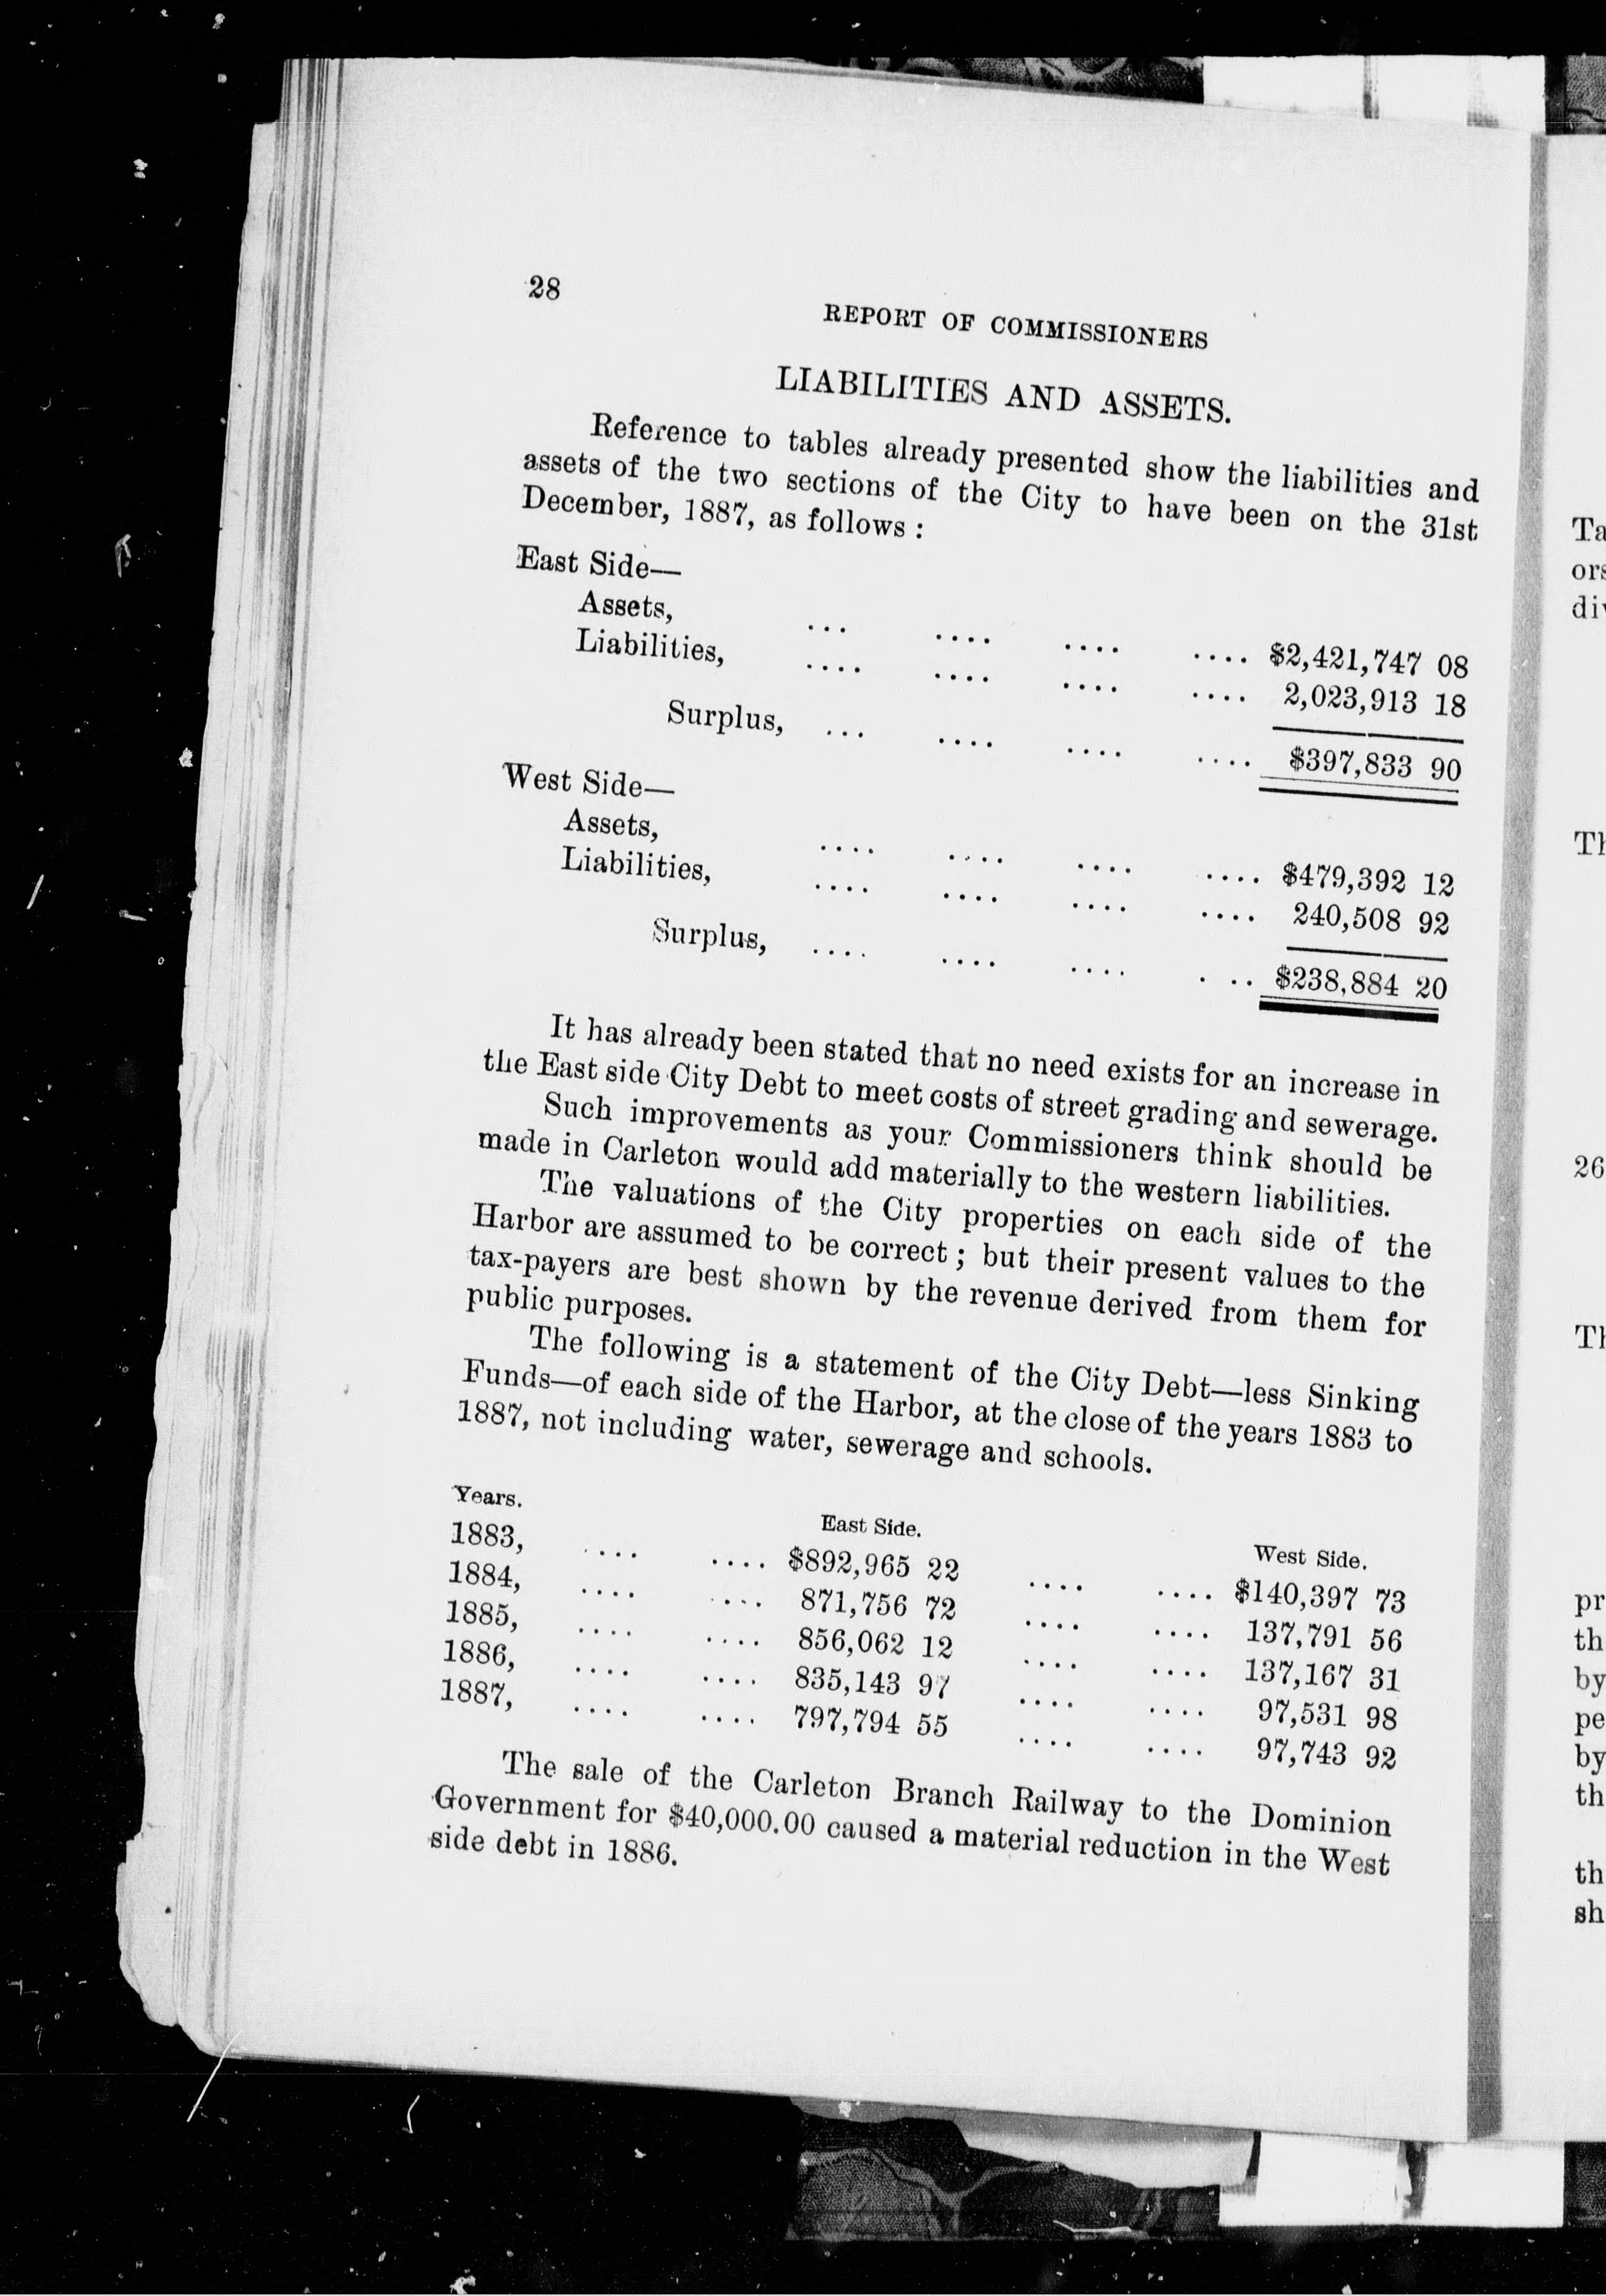 28
REPORT OF COMMISSIONERS
LIABILITIES AND ASSETS.
Reference to tables already presented show the liabilities and
assets of the two sections of the City to have been on the 31st
December, 1887, as follows :
East Side—
Assets, ... .... .... .... $2,421,747 08
Liabilities, .... .... .... .... 2,023,913 18
Surplus, ... .... .... .... $397,833 90
West Side—
Assets, .... .... .... .... $479,392 12
Liabilities, .... .... .... .... 240,508 92
Surplus, .... .... .... . .. $238,884 20
It has already been stated that no need exists for an increase in
the East side City Debt to meet costs of street grading and sewerage.
Such improvements as your Commissioners think should be
made in Carleton would add materially to the western liabilities.
The valuations of the City properties on each side of the
Harbor are assumed to be correct ; but their present values to the
tax-payers are best shown by the revenue derived from them for
public purposes.
The following is a statement of the City Debt—less Sinking
Funds—of each side of the Harbor, at the close of the years 1883 to
1887, not including water, sewerage and schools.
Years. East Side. West Side.
1883, .... .... $892,965 22 .... .... $140,397 73
1884, .... .... 871,756 72 .... .... 137,791 56
1885, .... .... 856,062 12 .... .... 137,167 31
1886, .... .... 835,143 97 .... .... 97,531 98
1887, .... .... 797,794 55 .... .... 97,743 92
The sale of the Carleton Branch Railway to the Dominion
Government for $40,000.00 caused a material reduction in the West
side debt in 1886.
26
pr
th
by
pe
by
th
th
sh